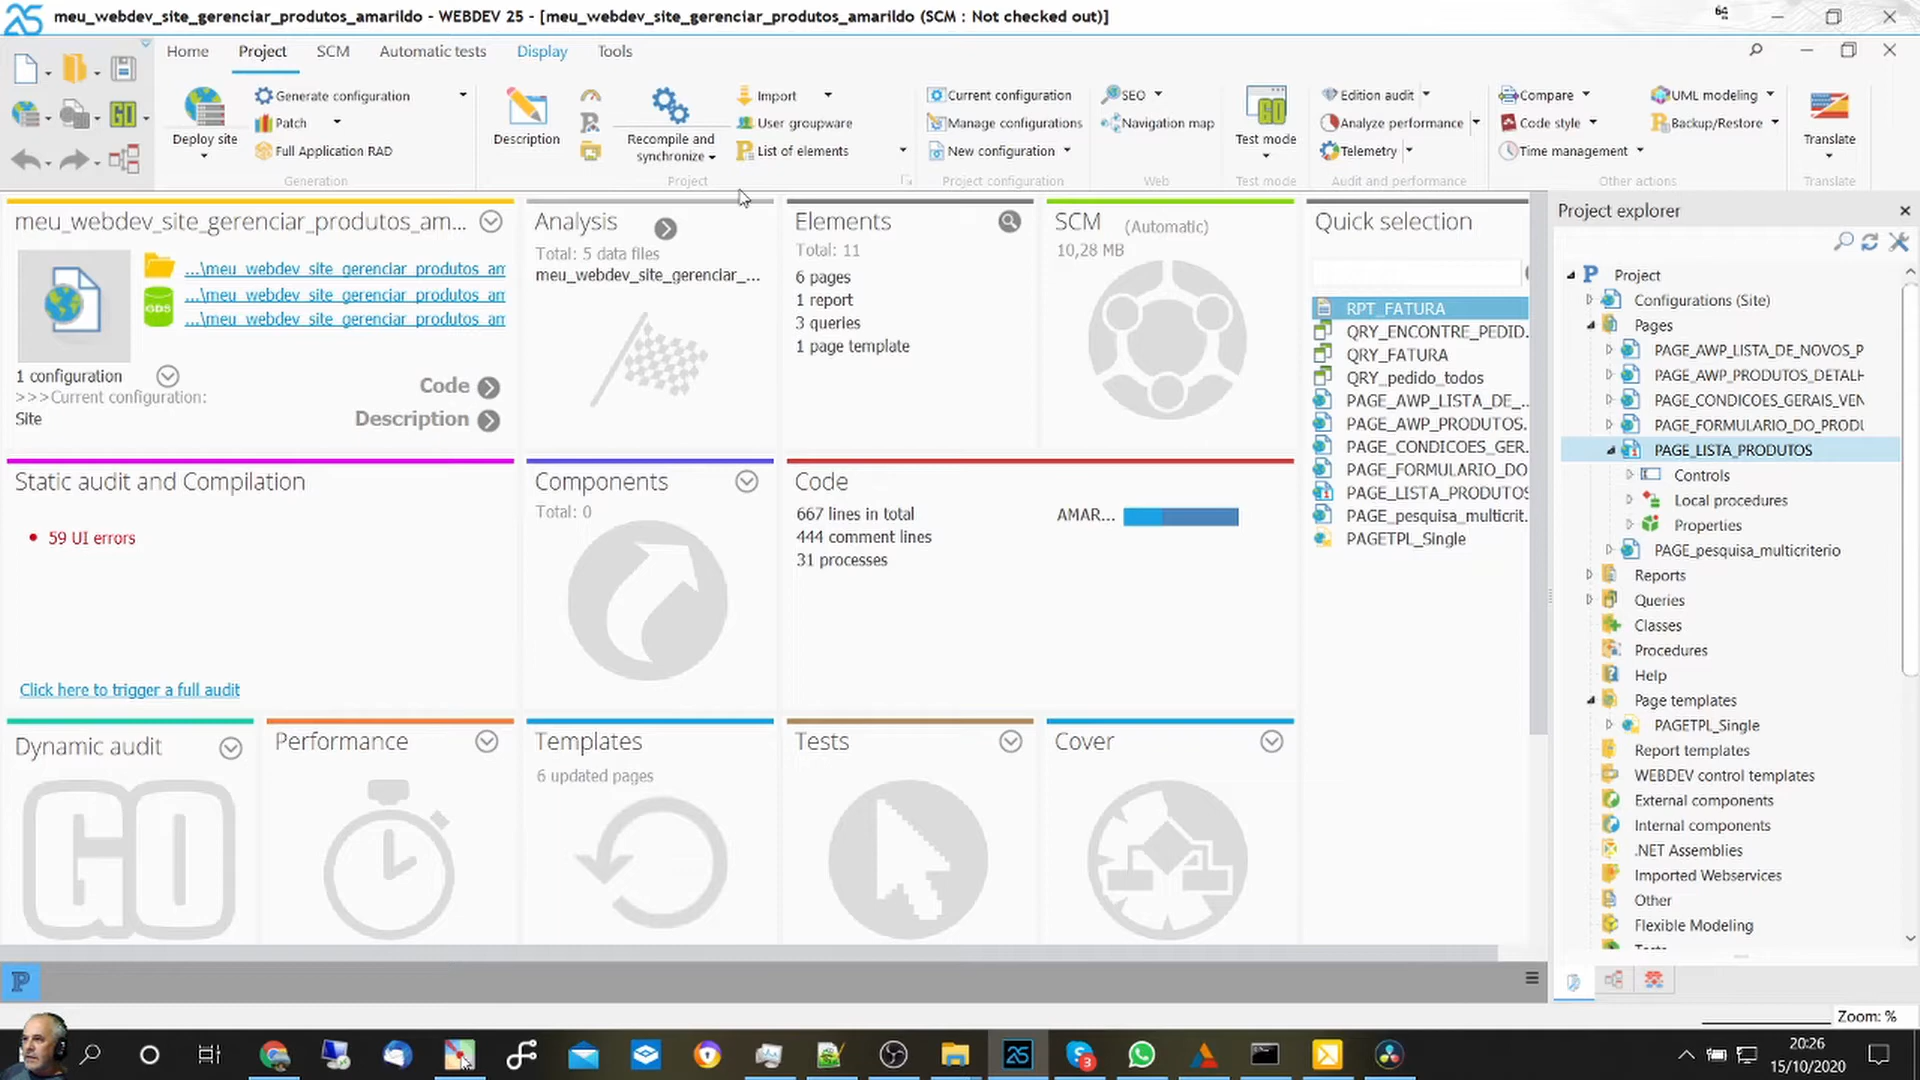 meu_webdev_site_gerenciar_produtos_amarildo - WEBDEV 25 - [meu_webdev_site_gerenciar_produtos_amarildo (SCM : Not checked out)]
64
Home Project SCM Automatic tests Display Tools
Deploy site
Generate configuration
Patch
Full Application RAD
Generation
Description
Recompile and synchronize
Import
User groupware
List of elements
Project
Current configuration
Manage configurations
New configuration
Project configuration
SEO
Navigation map
Web
GO
Test mode
Test mode
Edition audit
Analyze performance
Telemetry
Audit and performance
Compare
Code style
Time management
UML modeling
Backup/Restore
Other actions
Translate
Translate
meu_webdev_site_gerenciar_produtos_am...
...\meu_webdev_site_gerenciar_produtos_am
GDS
...\meu_webdev_site_gerenciar_produtos_am
...\meu_webdev_site_gerenciar_produtos_am
1 configuration
>>>Current configuration:
Site
Code
Description
Analysis
Total: 5 data files
meu_webdev_site_gerenciar_...
Elements
Total: 11
6 pages
1 report
3 queries
1 page template
SCM (Automatic)
10,28 MB
Quick selection
RPT_FATURA
QRY_ENCONTRE_PEDID.
QRY_FATURA
QRY_pedido_todos
PAGE_AWP_LISTA_DE_..
PAGE_AWP_PRODUTOS.
PAGE_CONDICOES_GER.
PAGE_FORMULARIO_DO
PAGE_LISTA_PRODUTOS
PAGE_pesquisa_multicrit.
PAGETPL_Single
Static audit and Compilation
59 UI errors
Click here to trigger a full audit
Components
Total: 0
Code
667 lines in total
444 comment lines
31 processes
AMAR...
Dynamic audit
GO
Performance
Templates
6 updated pages
Tests
Cover
Project explorer
Project
Configurations (Site)
Pages
PAGE_AWP_LISTA_DE_NOVOS_P
PAGE_AWP_PRODUTOS_DETALH
PAGE_CONDICOES_GERAIS_VEN
PAGE_FORMULARIO_DO_PRODU
PAGE_LISTA_PRODUTOS
Controls
Local procedures
Properties
PAGE_pesquisa_multicriterio
Reports
Queries
Classes
Procedures
Help
Page templates
PAGETPL_Single
Report templates
WEBDEV control templates
External components
Internal components
.NET Assemblies
Imported Webservices
Other
Flexible Modeling
Zoom: %
20:26
15/10/2020